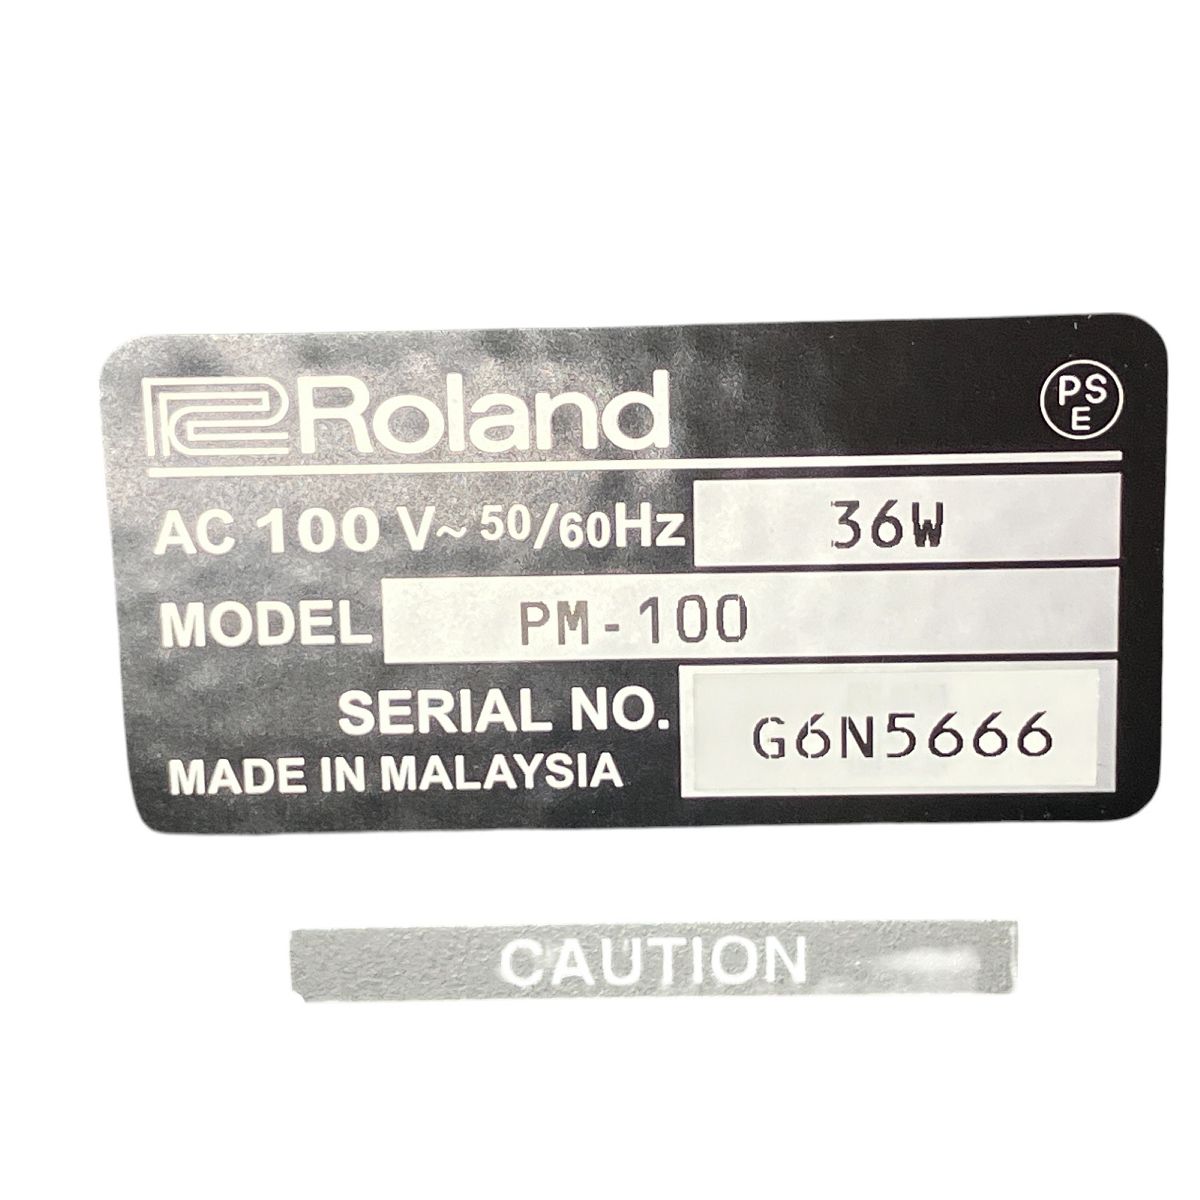 Roland
PS
E
AC 100 V~ 50/60Hz 36W
MODEL PM-100
SERIAL NO. G6N5666
MADE IN MALAYSIA
CAUTION